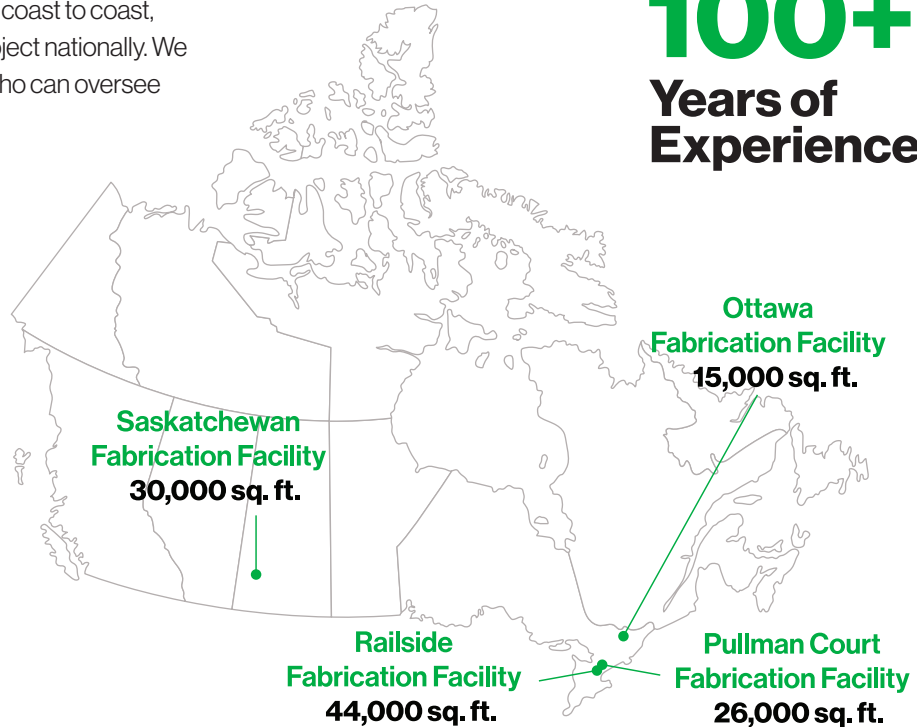 coast to coast,
ject nationally. We
ho can oversee
100+
Years of
Experience
Ottawa
Fabrication Facility
15,000 sq. ft.
Saskatchewan
Fabrication Facility
30,000 sq. ft.
Railside
Fabrication Facility
44,000 sq. ft.
Pullman Court
Fabrication Facility
26,000 sq. ft.